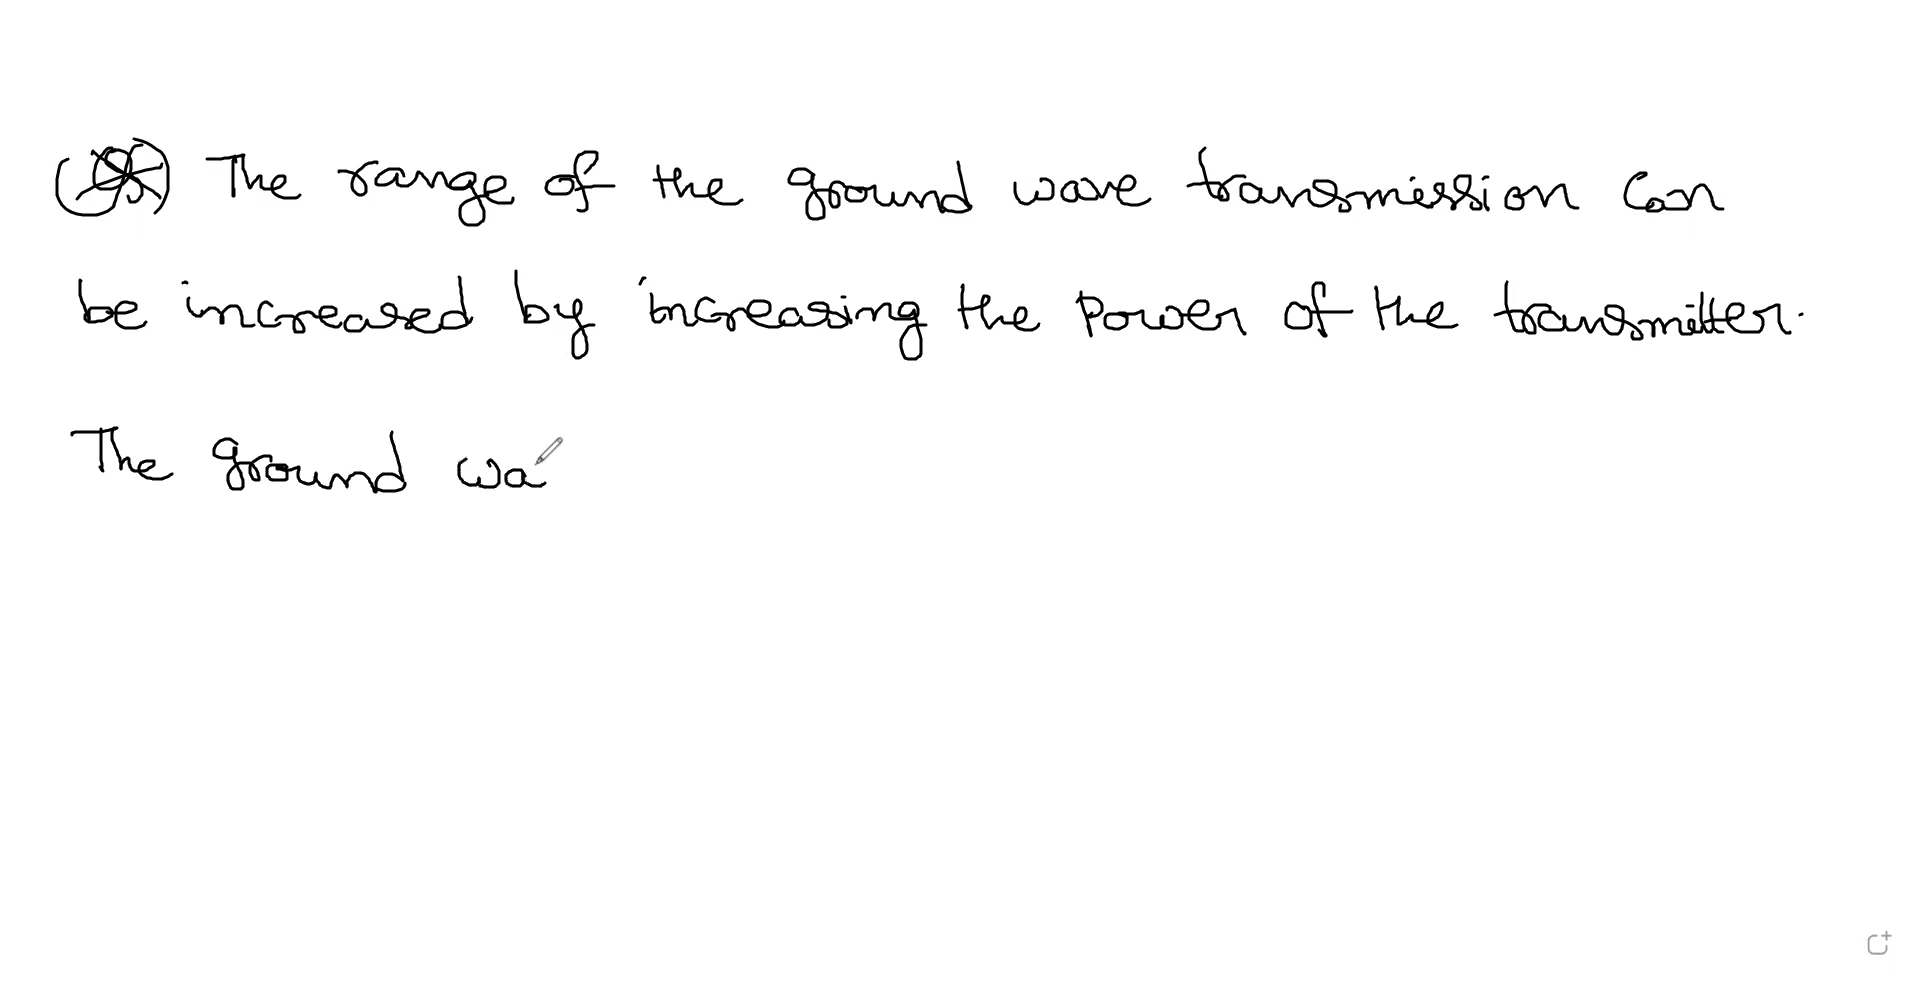 The range of the ground wave transmission can
be increased by increasing the power of the transmitter.
The ground wa